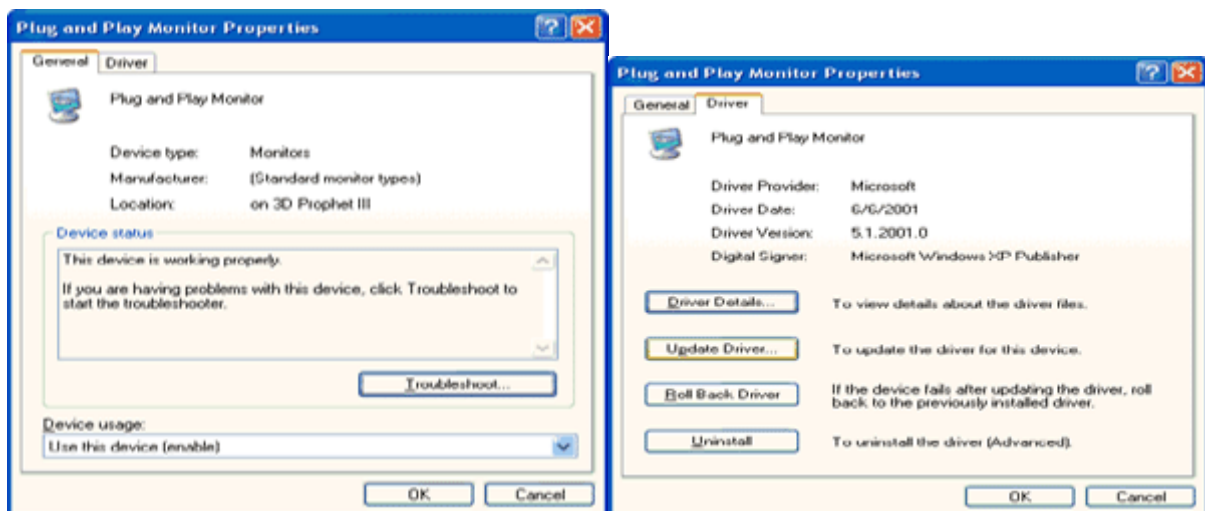 Plug and Play Monitor Properties
General Driver
Plug and Play Monitor
Device type: Monitors
Manufacturer: (Standard monitor types)
Location: on 3D Prophet III
Device status
This device is working properly.
If you are having problems with this device, click Troubleshoot to
start the troubleshooter.
Troubleshoot...
Device usage:
Use this device (enable)
OK Cancel
Plug and Play Monitor Properties
General Driver
Plug and Play Monitor
Driver Provider: Microsoft
Driver Date: 6/6/2001
Driver Version: 5.1.2001.0
Digital Signer: Microsoft Windows XP Publisher
Driver Details... To view details about the driver files.
Update Driver... To update the driver for this device.
Roll Back Driver If the device fails after updating the driver, roll
back to the previously installed driver.
Uninstall To uninstall the driver (Advanced).
OK Cancel